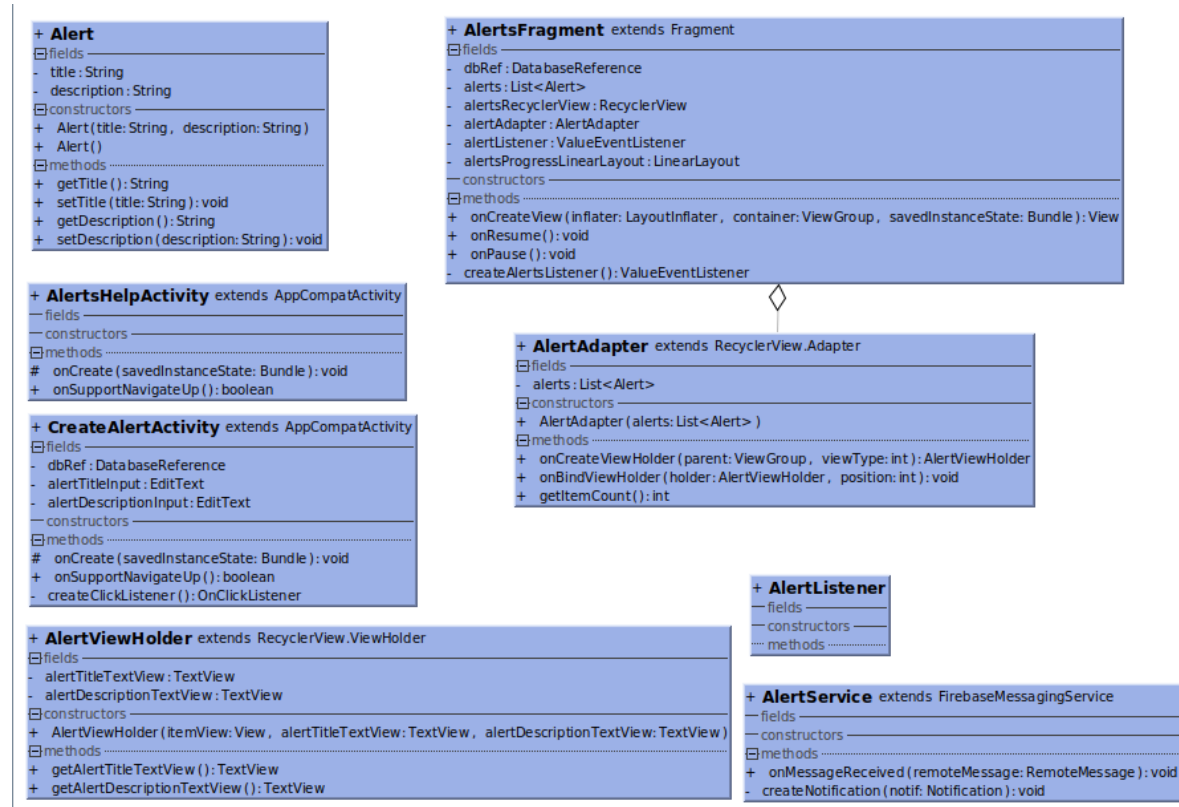 + Alert
fields
- title: String
- description: String
constructors
+ Alert(title: String, description: String)
+ Alert()
methods
+ getTitle(): String
+ setTitle(title: String): void
+ getDescription(): String
+ setDescription(description: String): void
+ AlertsFragment extends Fragment
fields
- dbRef: DatabaseReference
- alerts: List<Alert>
- alertsRecyclerView: RecyclerView
- alertAdapter: AlertAdapter
- alertListener: ValueEventListener
- alertsProgressLinearLayout: LinearLayout
constructors
methods
+ onCreateView(inflater: LayoutInflater, container: ViewGroup, savedInstanceState: Bundle): View
+ onResume(): void
+ onPause(): void
- createAlertsListener(): ValueEventListener
+ AlertsHelpActivity extends AppCompatActivity
fields
constructors
methods
# onCreate(savedInstanceState: Bundle): void
+ onSupportNavigateUp(): boolean
+ AlertAdapter extends RecyclerView.Adapter
fields
- alerts: List<Alert>
constructors
+ AlertAdapter(alerts: List<Alert>)
methods
+ onCreateViewHolder(parent: ViewGroup, viewType: int): AlertViewHolder
+ onBindViewHolder(holder: AlertViewHolder, position: int): void
+ getItemCount(): int
+ CreateAlertActivity extends AppCompatActivity
fields
- dbRef: DatabaseReference
- alertTitleInput: EditText
- alertDescriptionInput: EditText
constructors
methods
# onCreate(savedInstanceState: Bundle): void
+ onSupportNavigateUp(): boolean
- createClickListener(): OnClickListener
+ AlertListener
fields
constructors
methods
+ AlertViewHolder extends RecyclerView.ViewHolder
fields
- alertTitleTextView: TextView
- alertDescriptionTextView: TextView
constructors
+ AlertViewHolder(itemView: View, alertTitleTextView: TextView, alertDescriptionTextView: TextView)
methods
+ getAlertTitleTextView(): TextView
+ getAlertDescriptionTextView(): TextView
+ AlertService extends FirebaseMessagingService
fields
constructors
methods
+ onMessageReceived(remoteMessage: RemoteMessage): void
- createNotification(notif: Notification): void